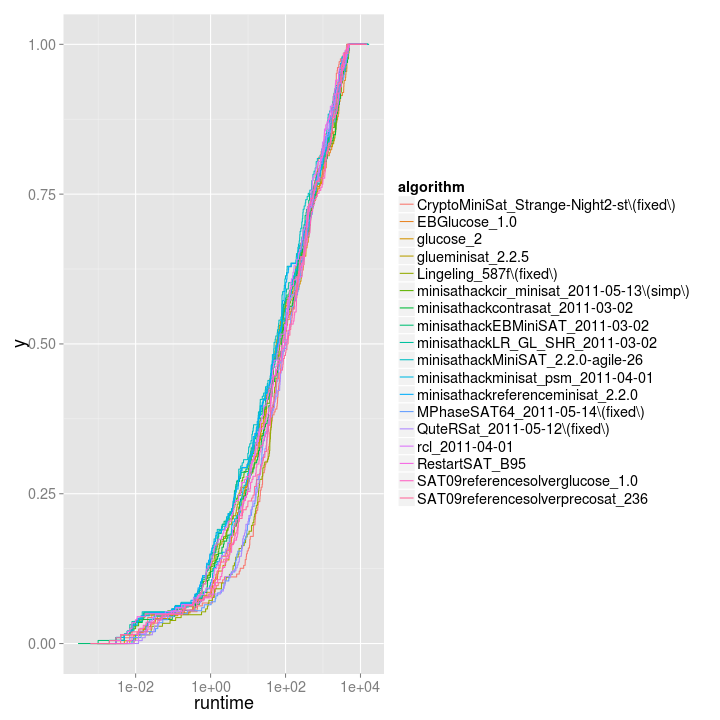 1.00
0.75
0.50
0.25
0.00
y
1e-02 1e+00 1e+02 1e+04
runtime
algorithm
CryptoMiniSat_Strange-Night2-st\(fixed\)
EBGlucose_1.0
glucose_2
glueminisat_2.2.5
Lingeling_587f\(fixed\)
minisathackcir_minisat_2011-05-13\(simp\)
minisathackcontrasat_2011-03-02
minisathackEBMiniSAT_2011-03-02
minisathackLR_GL_SHR_2011-03-02
minisathackMiniSAT_2.2.0-agile-26
minisathackminisat_psm_2011-04-01
minisathackreferenceminisat_2.2.0
MPhaseSAT64_2011-05-14\(fixed\)
QuteRSat_2011-05-12\(fixed\)
rcl_2011-04-01
RestartSAT_B95
SAT09referencesolverglucose_1.0
SAT09referencesolverprecosat_236